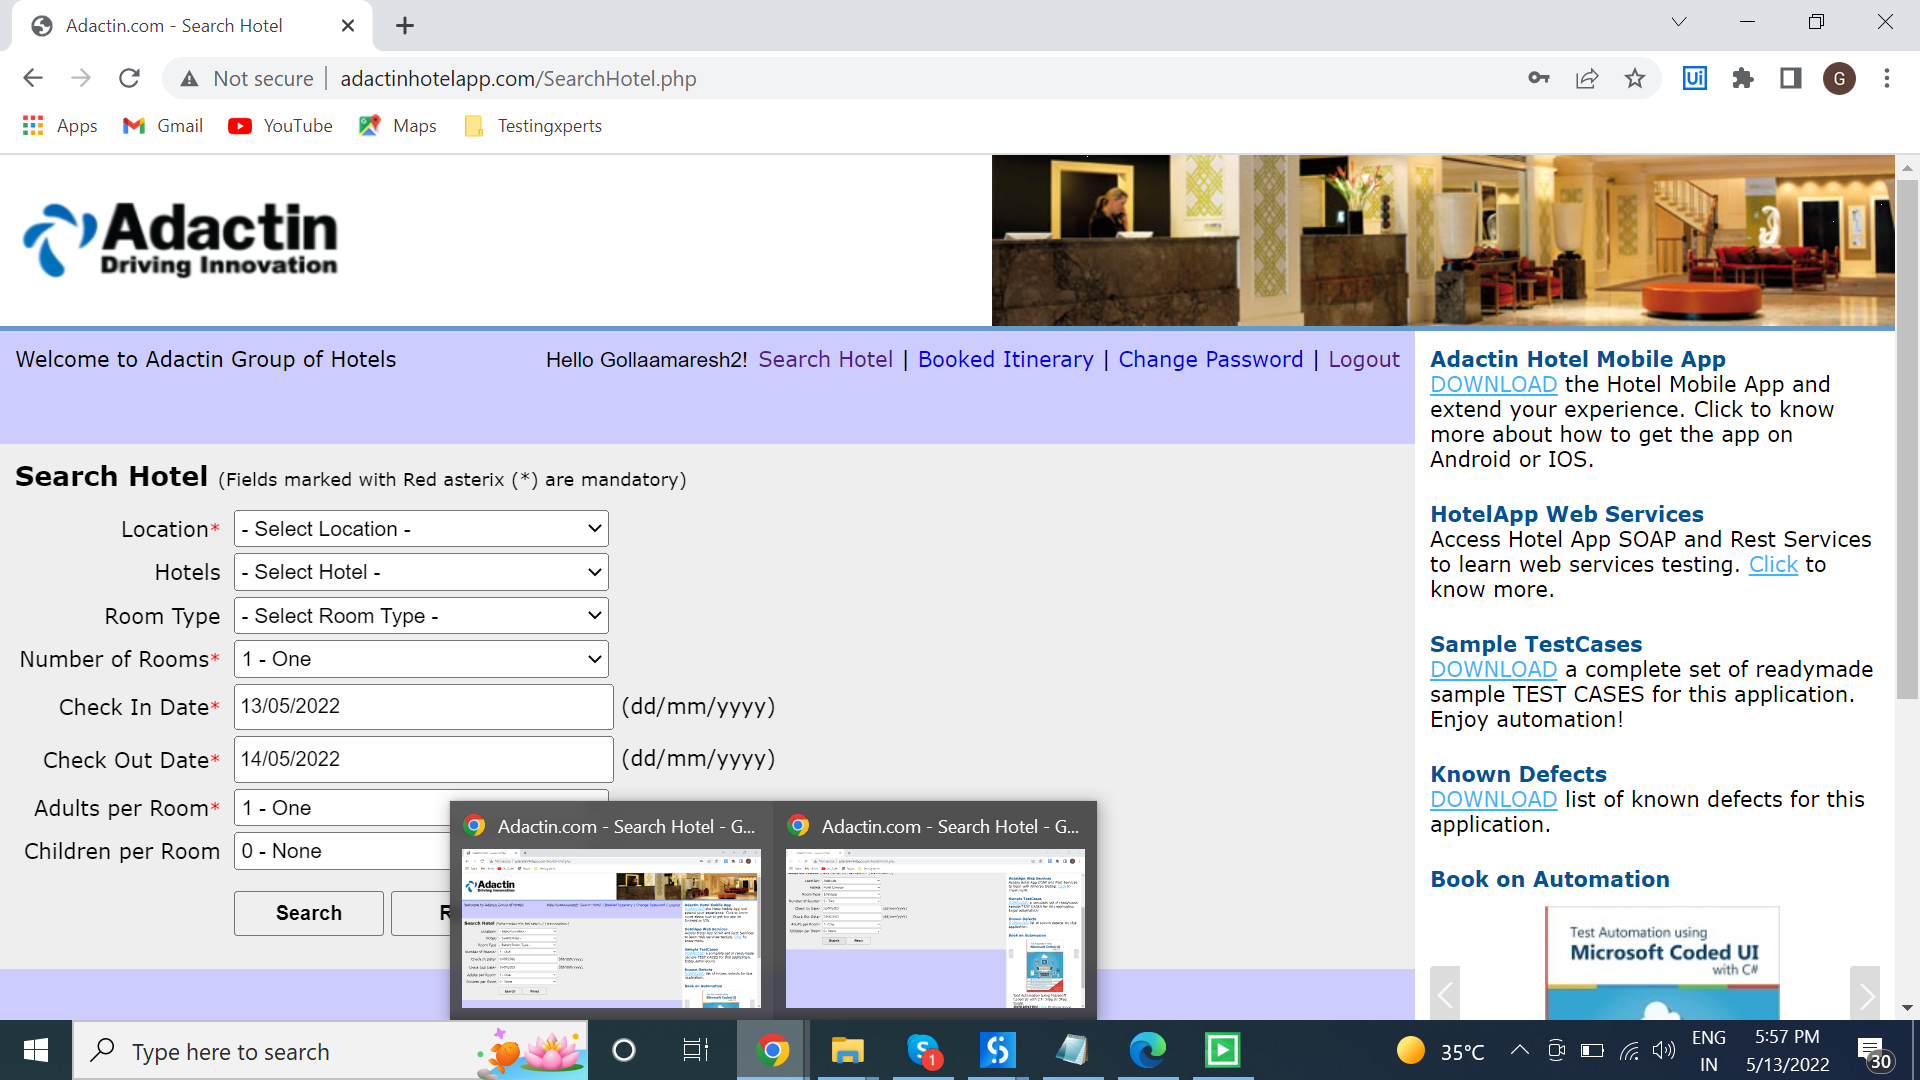 Adactin.com - Search Hotel
Not secure
adactinhotelapp.com/SearchHotel.php
G
Apps
Gmail
YouTube
Maps
Testingxperts
Adactin
Driving Innovation
Welcome to Adactin Group of Hotels
Hello Gollaamaresh2! Search Hotel | Booked Itinerary | Change Password | Logout
Search Hotel (Fields marked with Red asterix (*) are mandatory)
Location* - Select Location -
Hotels - Select Hotel -
Room Type - Select Room Type -
Number of Rooms* 1 - One
Check In Date* 13/05/2022 (dd/mm/yyyy)
Check Out Date* 14/05/2022 (dd/mm/yyyy)
Adults per Room* 1 - One
Children per Room 0 - None
Search
R
Adactin Hotel Mobile App
DOWNLOAD the Hotel Mobile App and
extend your experience. Click to know
more about how to get the app on
Android or IOS.
HotelApp Web Services
Access Hotel App SOAP and Rest Services
to learn web services testing. Click to
know more.
Sample TestCases
DOWNLOAD a complete set of readymade
sample TEST CASES for this application.
Enjoy automation!
Known Defects
DOWNLOAD list of known defects for this
application.
Book on Automation
Test Automation using
Microsoft Coded UI
with C#
Adactin.com - Search Hotel - G...
Adactin.com - Search Hotel - G...
Type here to search
1
35°C
ENG
IN
5:57 PM
5/13/2022
30